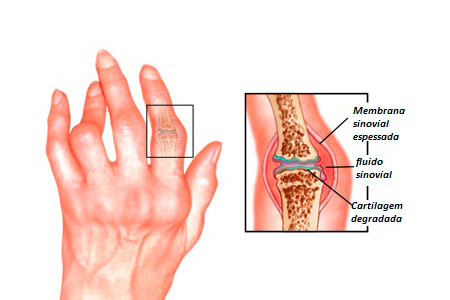 Membrana
sinovial
espessada
fluido
sinovial
Cartilagem
degradada